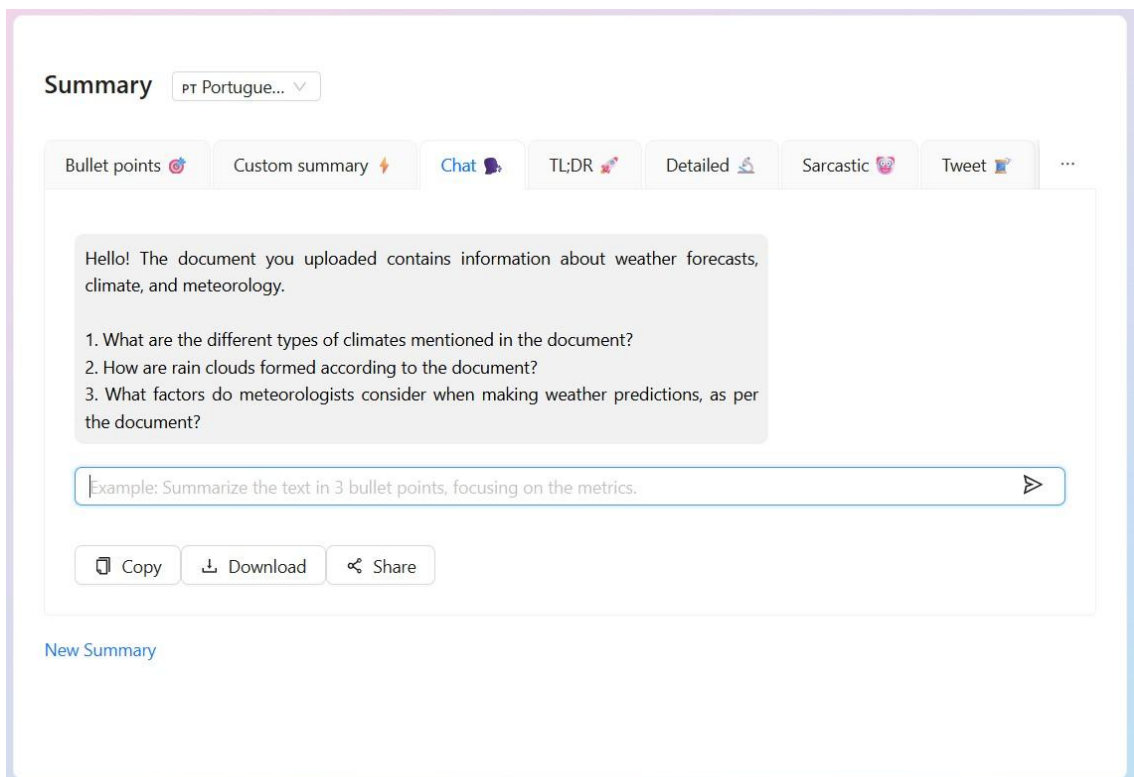 Summary
PT Portugue...
Bullet points 🎯
Custom summary ⚡
Chat 🗣
TL;DR 🚀
Detailed 🔬
Sarcastic 🤡
Tweet 🧵
...
Hello! The document you uploaded contains information about weather forecasts,
climate, and meteorology.
1. What are the different types of climates mentioned in the document?
2. How are rain clouds formed according to the document?
3. What factors do meteorologists consider when making weather predictions, as per
the document?
Example: Summarize the text in 3 bullet points, focusing on the metrics.
Copy
Download
Share
New Summary